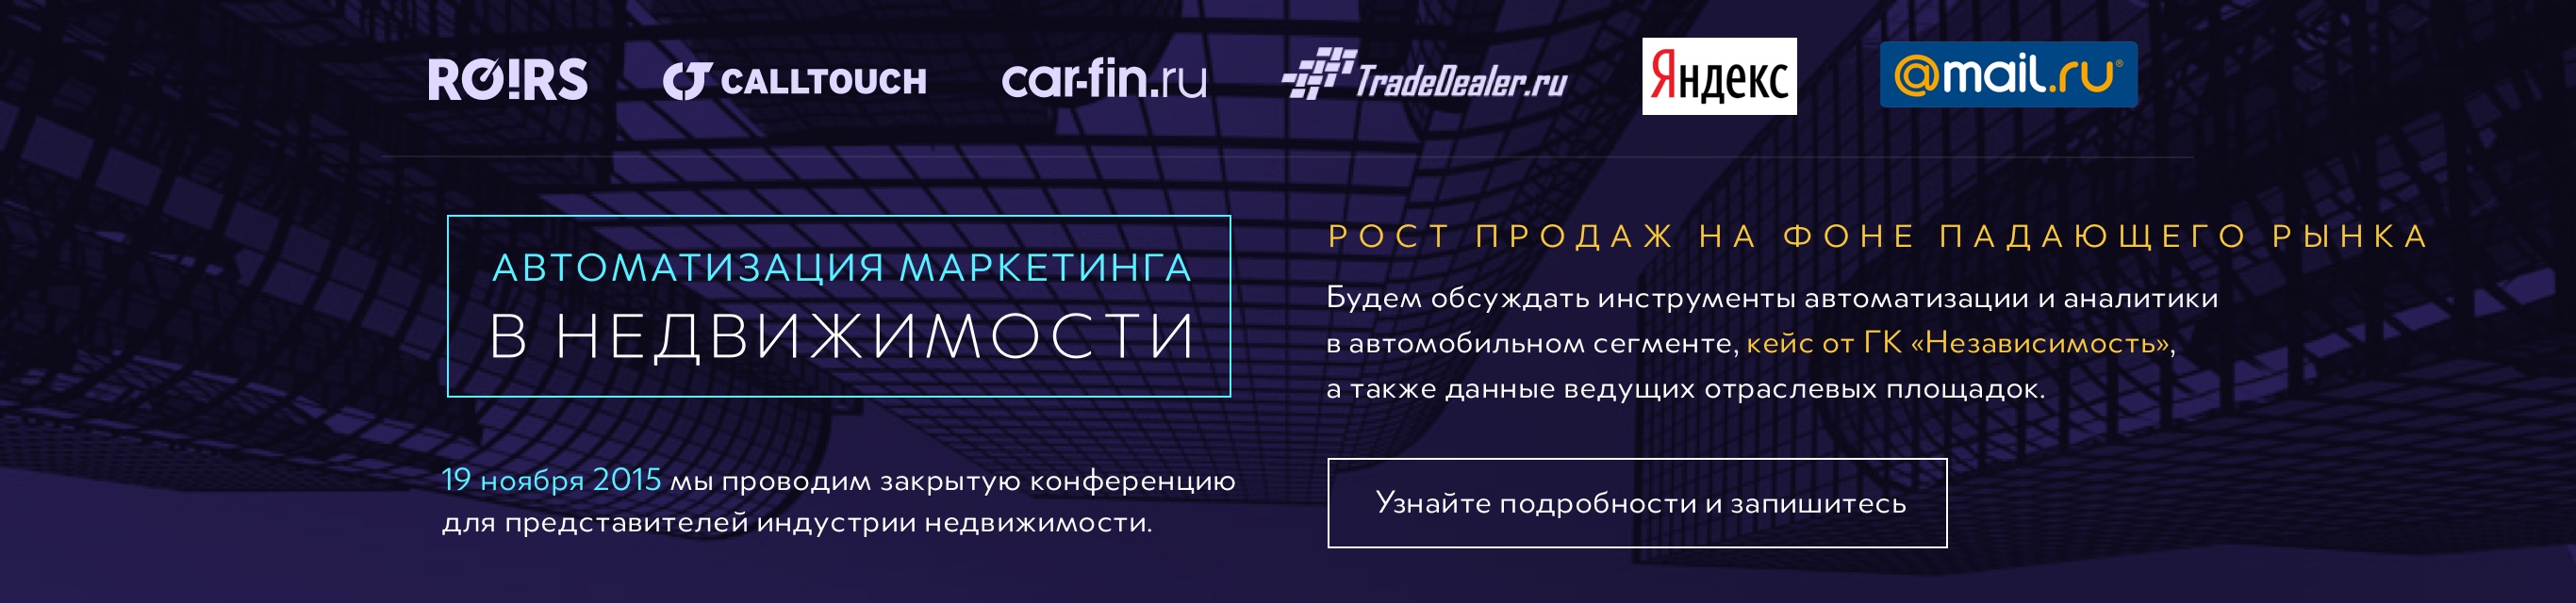 RO!RS CALLTOUCH car-fin.ru TradeDealer.ru Яндекс @mail.ru®
АВТОМАТИЗАЦИЯ МАРКЕТИНГА
В НЕДВИЖИМОСТИ
19 ноября 2015 мы проводим закрытую конференцию
для представителей индустрии недвижимости.
РОСТ ПРОДАЖ НА ФОНЕ ПАДАЮЩЕГО РЫНКА
Будем обсуждать инструменты автоматизации и аналитики
в автомобильном сегменте, кейс от ГК «Независимость»,
а также данные ведущих отраслевых площадок.
Узнайте подробности и запишитесь